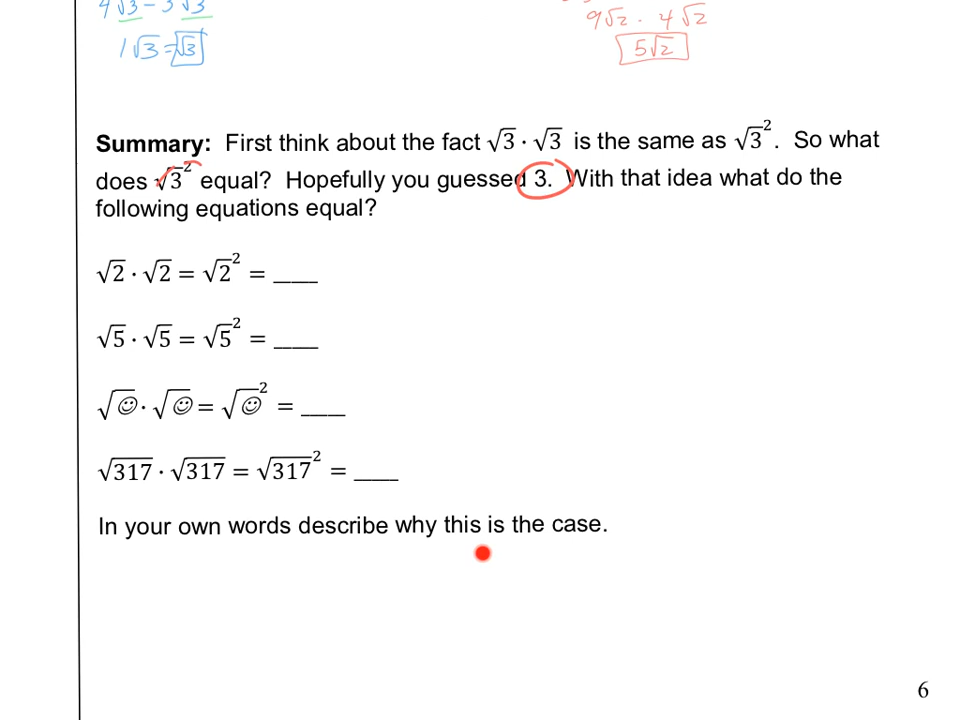 4√3 − 3√3
1√3 = √3
9√2 · 4√2
5√2
Summary: First think about the fact √3 · √3 is the same as √3². So what
does √3² equal? Hopefully you guessed 3. With that idea what do the
following equations equal?
√2 · √2 = √2² = ____
√5 · √5 = √5² = ____
√☺ · √☺ = √☺² = ____
√317 · √317 = √317² = ____
In your own words describe why this is the case.
6